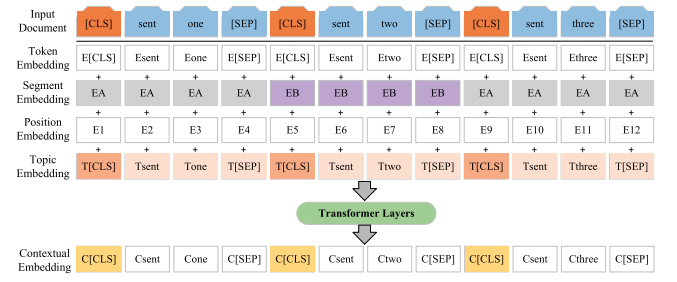 Input Document [CLS] sent one [SEP] [CLS] sent two [SEP] [CLS] sent three [SEP]
Token Embedding E[CLS] Esent Eone E[SEP] E[CLS] Esent Etwo E[SEP] E[CLS] Esent Ethree E[SEP]
+ + + + + + + + + + + +
Segment Embedding EA EA EA EA EB EB EB EB EA EA EA EA
+ + + + + + + + + + + +
Position Embedding E1 E2 E3 E4 E5 E6 E7 E8 E9 E10 E11 E12
+ + + + + + + + + + + +
Topic Embedding T[CLS] Tsent Tone T[SEP] T[CLS] Tsent Ttwo T[SEP] T[CLS] Tsent Tthree T[SEP]
Transformer Layers
Contextual Embedding C[CLS] Csent Cone C[SEP] C[CLS] Csent Ctwo C[SEP] C[CLS] Csent Cthree C[SEP]